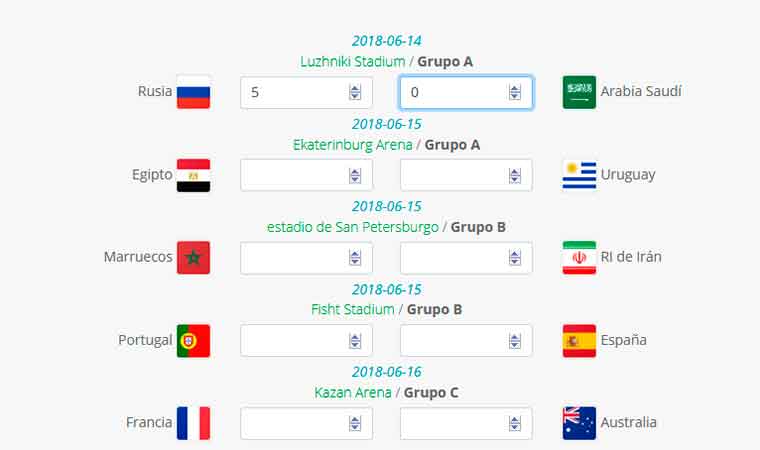 2018-06-14
Luzhniki Stadium / Grupo A
Rusia 5 0 Arabia Saudí
2018-06-15
Ekaterinburg Arena / Grupo A
Egipto Uruguay
2018-06-15
estadio de San Petersburgo / Grupo B
Marruecos RI de Irán
2018-06-15
Fisht Stadium / Grupo B
Portugal España
2018-06-16
Kazan Arena / Grupo C
Francia Australia